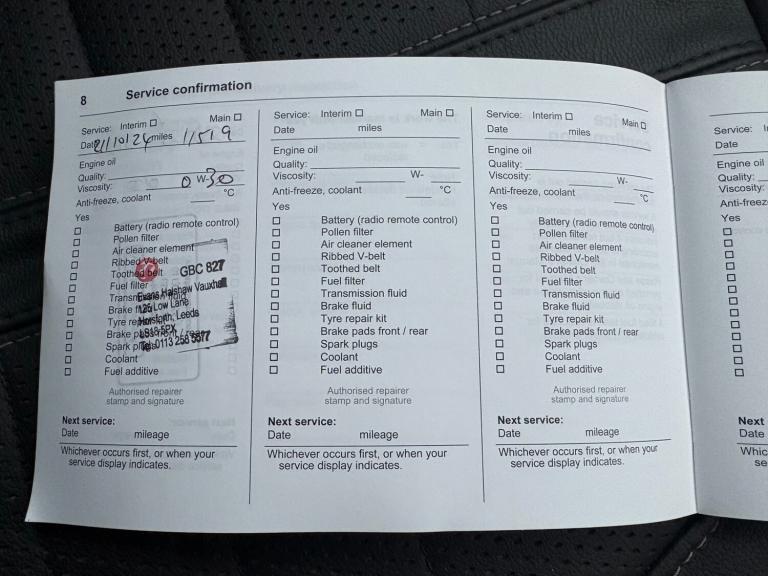 8 Service confirmation
Service: Interim ☐ Main ☐
Date 21/10/24 miles 11519
Engine oil
Quality:
Viscosity: 0 W- 30
Anti-freeze, coolant °C
Yes
☐ Battery (radio remote control)
☐ Pollen filter
☐ Air cleaner element
☐ Ribbed V-belt
☐ Toothed belt
☐ Fuel filter
☐ Transmission fluid
☐ Brake fluid
☐ Tyre repair kit
☐ Brake pads front / rear
☐ Spark plugs
☐ Coolant
☐ Fuel additive
GBC 827
Evans Halshaw Vauxhall
125 Low Lane
Horsforth, Leeds
LS18 5PX
Tel: 0113 258 5577
Authorised repairer
stamp and signature
Next service:
Date mileage
Whichever occurs first, or when your
service display indicates.
Service: Interim ☐ Main ☐
Date miles
Engine oil
Quality:
Viscosity: W-
Anti-freeze, coolant °C
Yes
☐ Battery (radio remote control)
☐ Pollen filter
☐ Air cleaner element
☐ Ribbed V-belt
☐ Toothed belt
☐ Fuel filter
☐ Transmission fluid
☐ Brake fluid
☐ Tyre repair kit
☐ Brake pads front / rear
☐ Spark plugs
☐ Coolant
☐ Fuel additive
Authorised repairer
stamp and signature
Next service:
Date mileage
Whichever occurs first, or when your
service display indicates.
Service: Interim ☐ Main ☐
Date miles
Engine oil
Quality:
Viscosity: W-
Anti-freeze, coolant °C
Yes
☐ Battery (radio remote control)
☐ Pollen filter
☐ Air cleaner element
☐ Ribbed V-belt
☐ Toothed belt
☐ Fuel filter
☐ Transmission fluid
☐ Brake fluid
☐ Tyre repair kit
☐ Brake pads front / rear
☐ Spark plugs
☐ Coolant
☐ Fuel additive
Authorised repairer
stamp and signature
Next service:
Date mileage
Whichever occurs first, or when your
service display indicates.
Service: I
Date
Engine oil
Quality:
Viscosity:
Anti-freez
Yes
Next s
Date
Whic
se